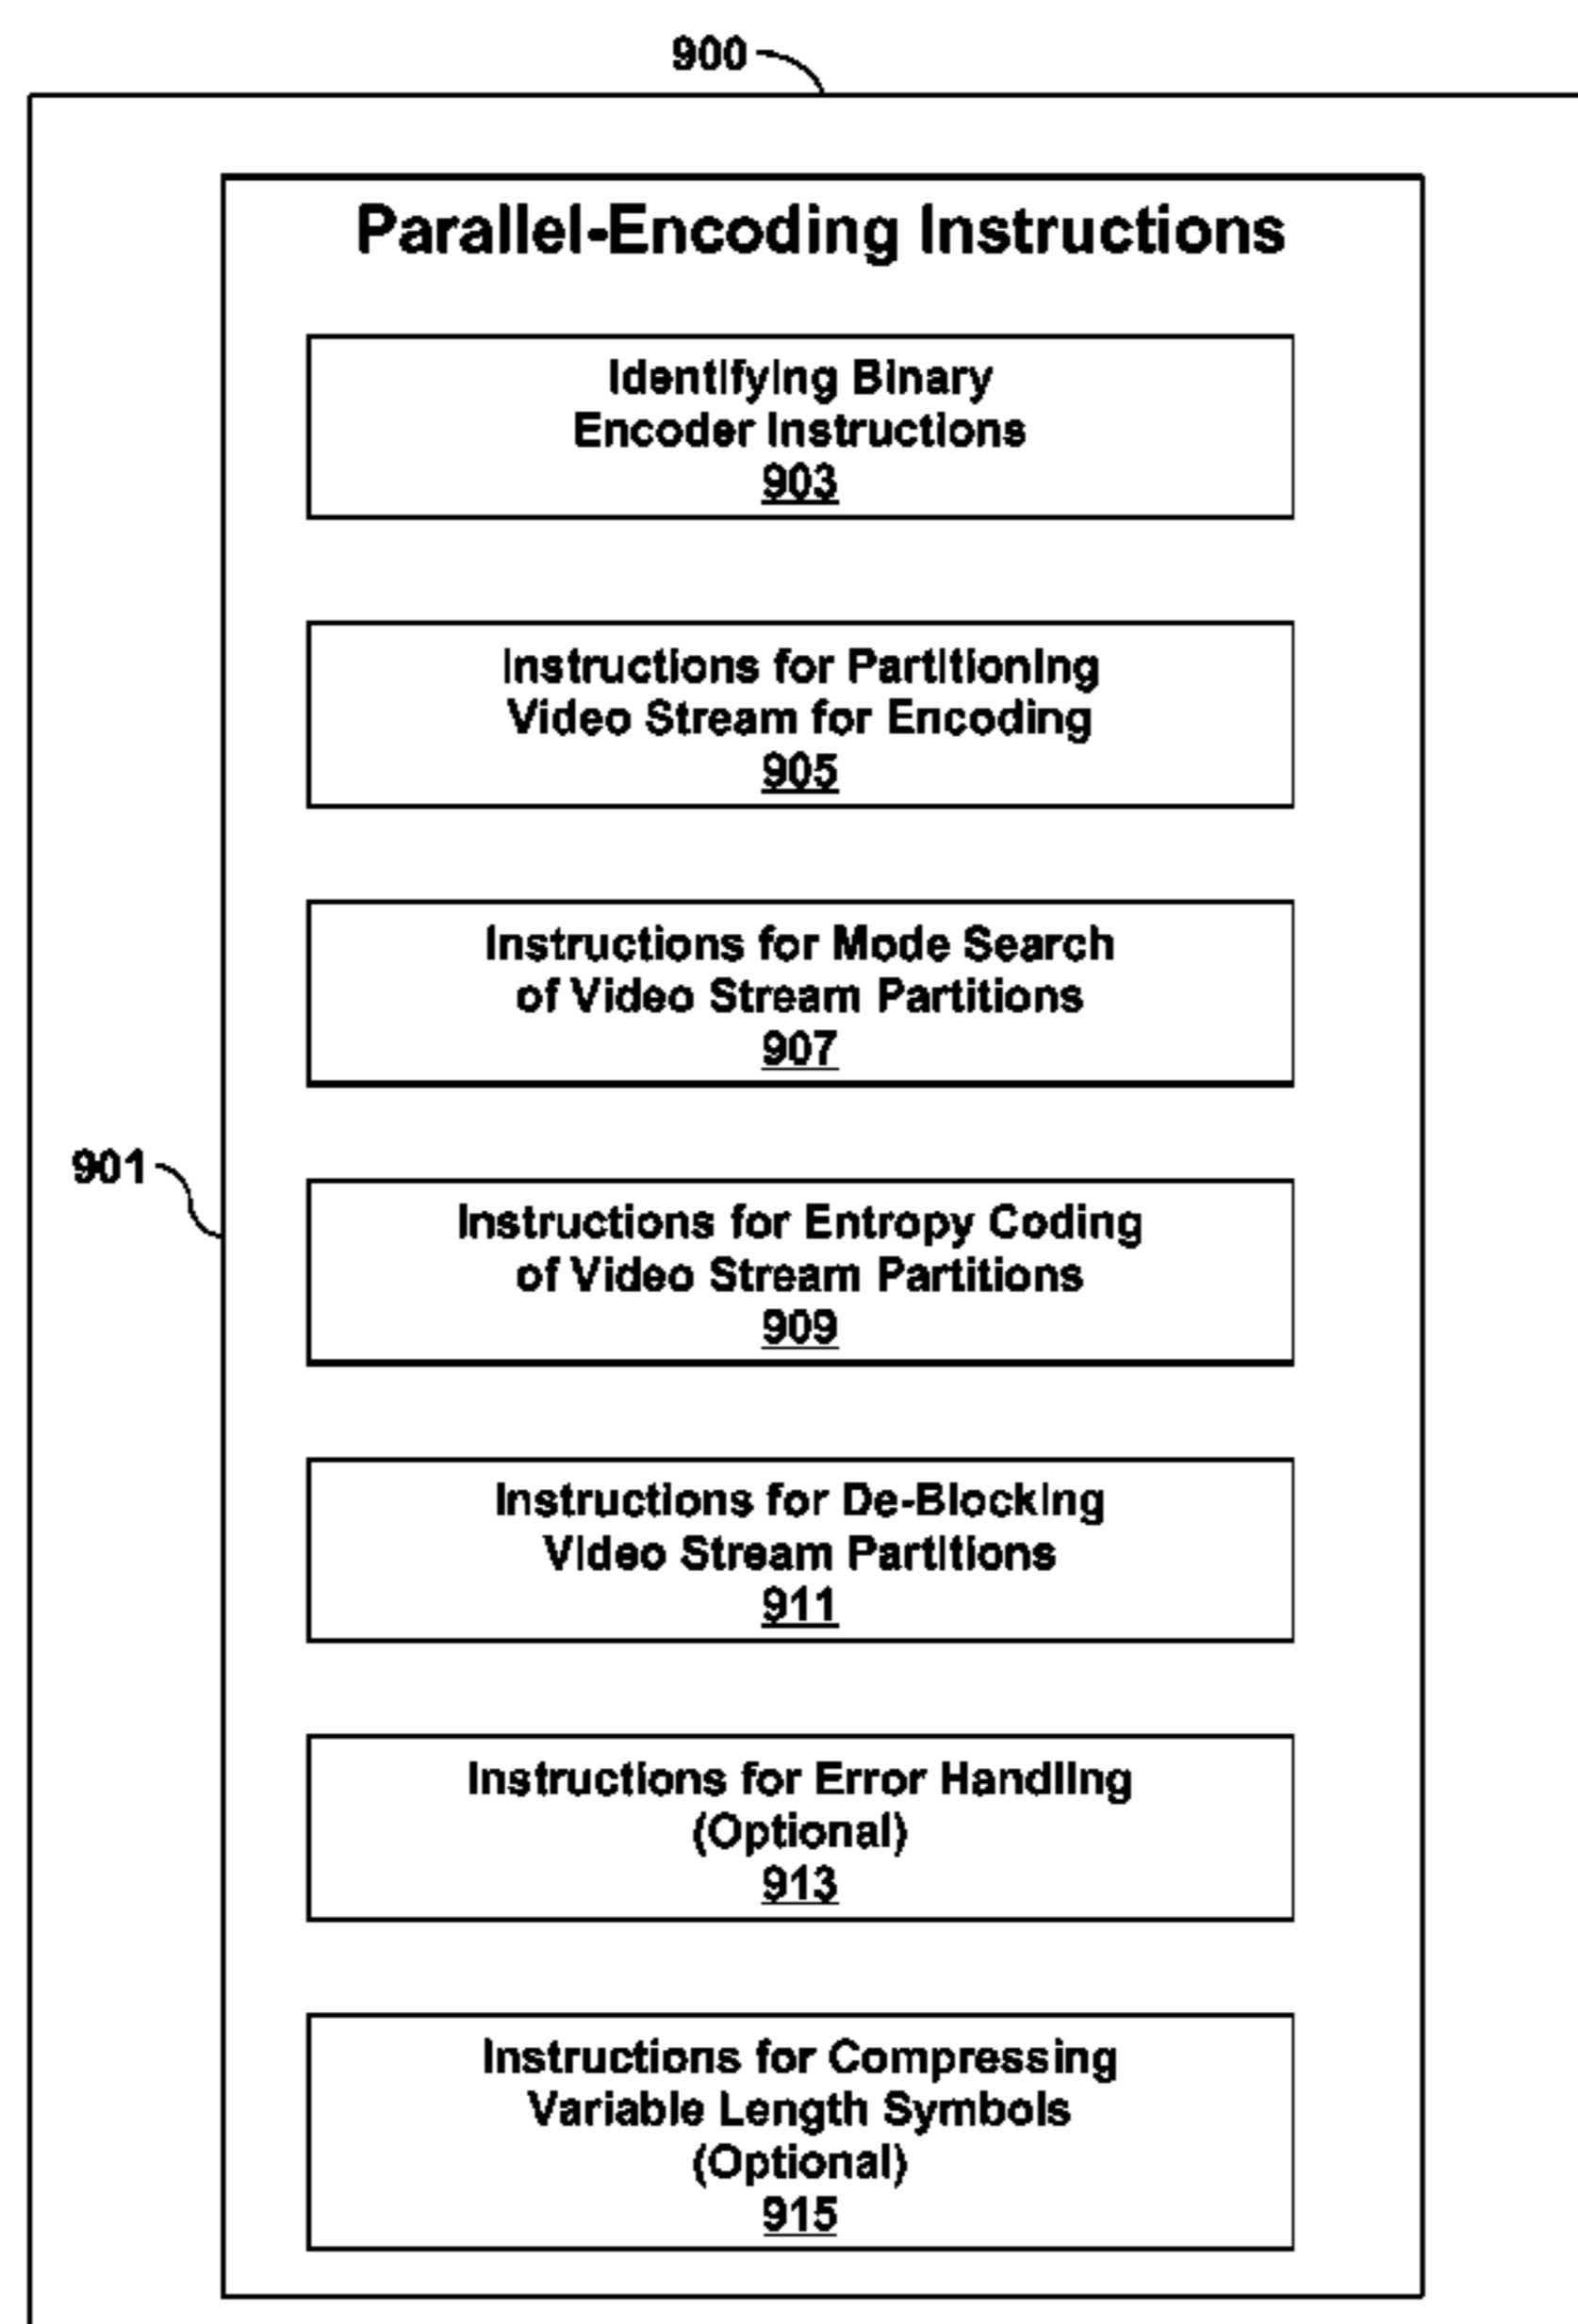 900
Parallel-Encoding Instructions
Identifying Binary
Encoder Instructions
903
Instructions for Partitioning
Video Stream for Encoding
905
Instructions for Mode Search
of Video Stream Partitions
907
901
Instructions for Entropy Coding
of Video Stream Partitions
909
Instructions for De-Blocking
Video Stream Partitions
911
Instructions for Error Handling
(Optional)
913
Instructions for Compressing
Variable Length Symbols
(Optional)
915